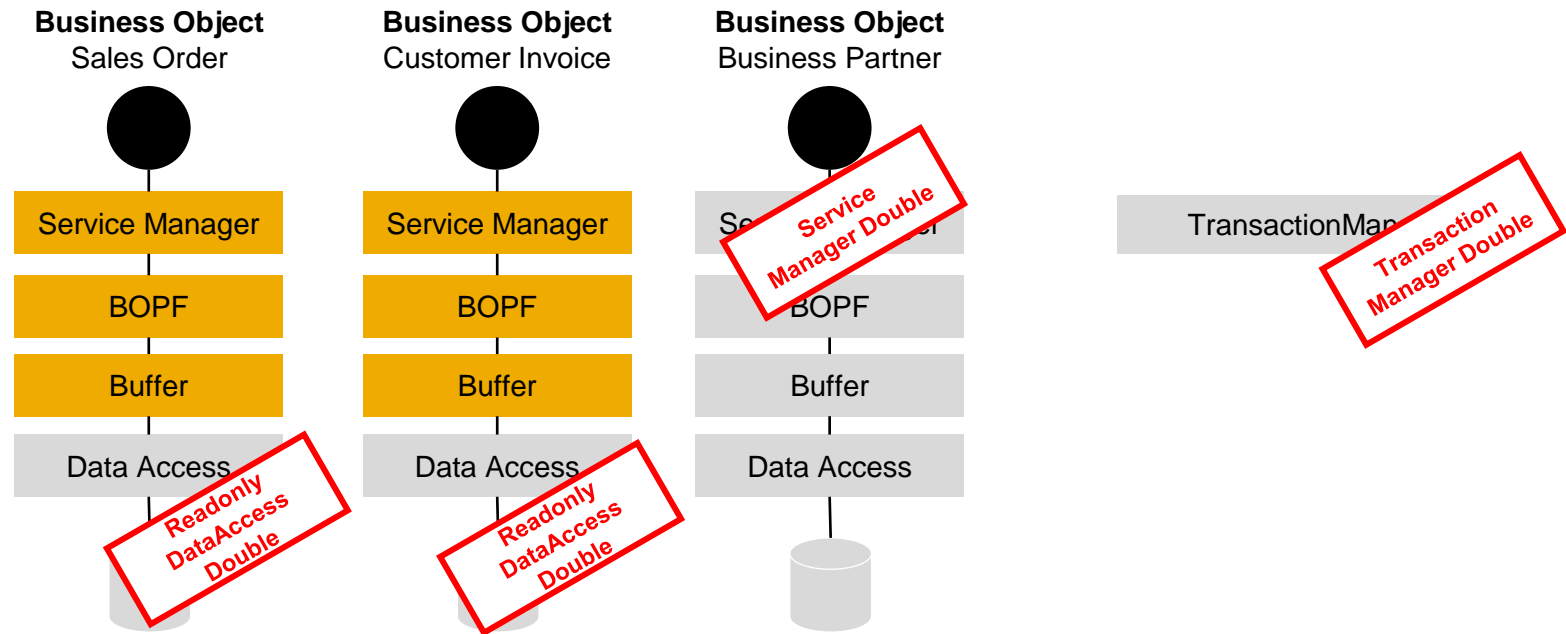 Business Object
Sales Order
Service Manager
BOPF
Buffer
Data Access
Readonly
DataAccess
Double
Business Object
Customer Invoice
Service Manager
BOPF
Buffer
Data Access
Readonly
DataAccess
Double
Business Object
Business Partner
Se
ger
Service
Manager Double
BOPF
Buffer
Data Access
TransactionMan
Transaction
Manager Double